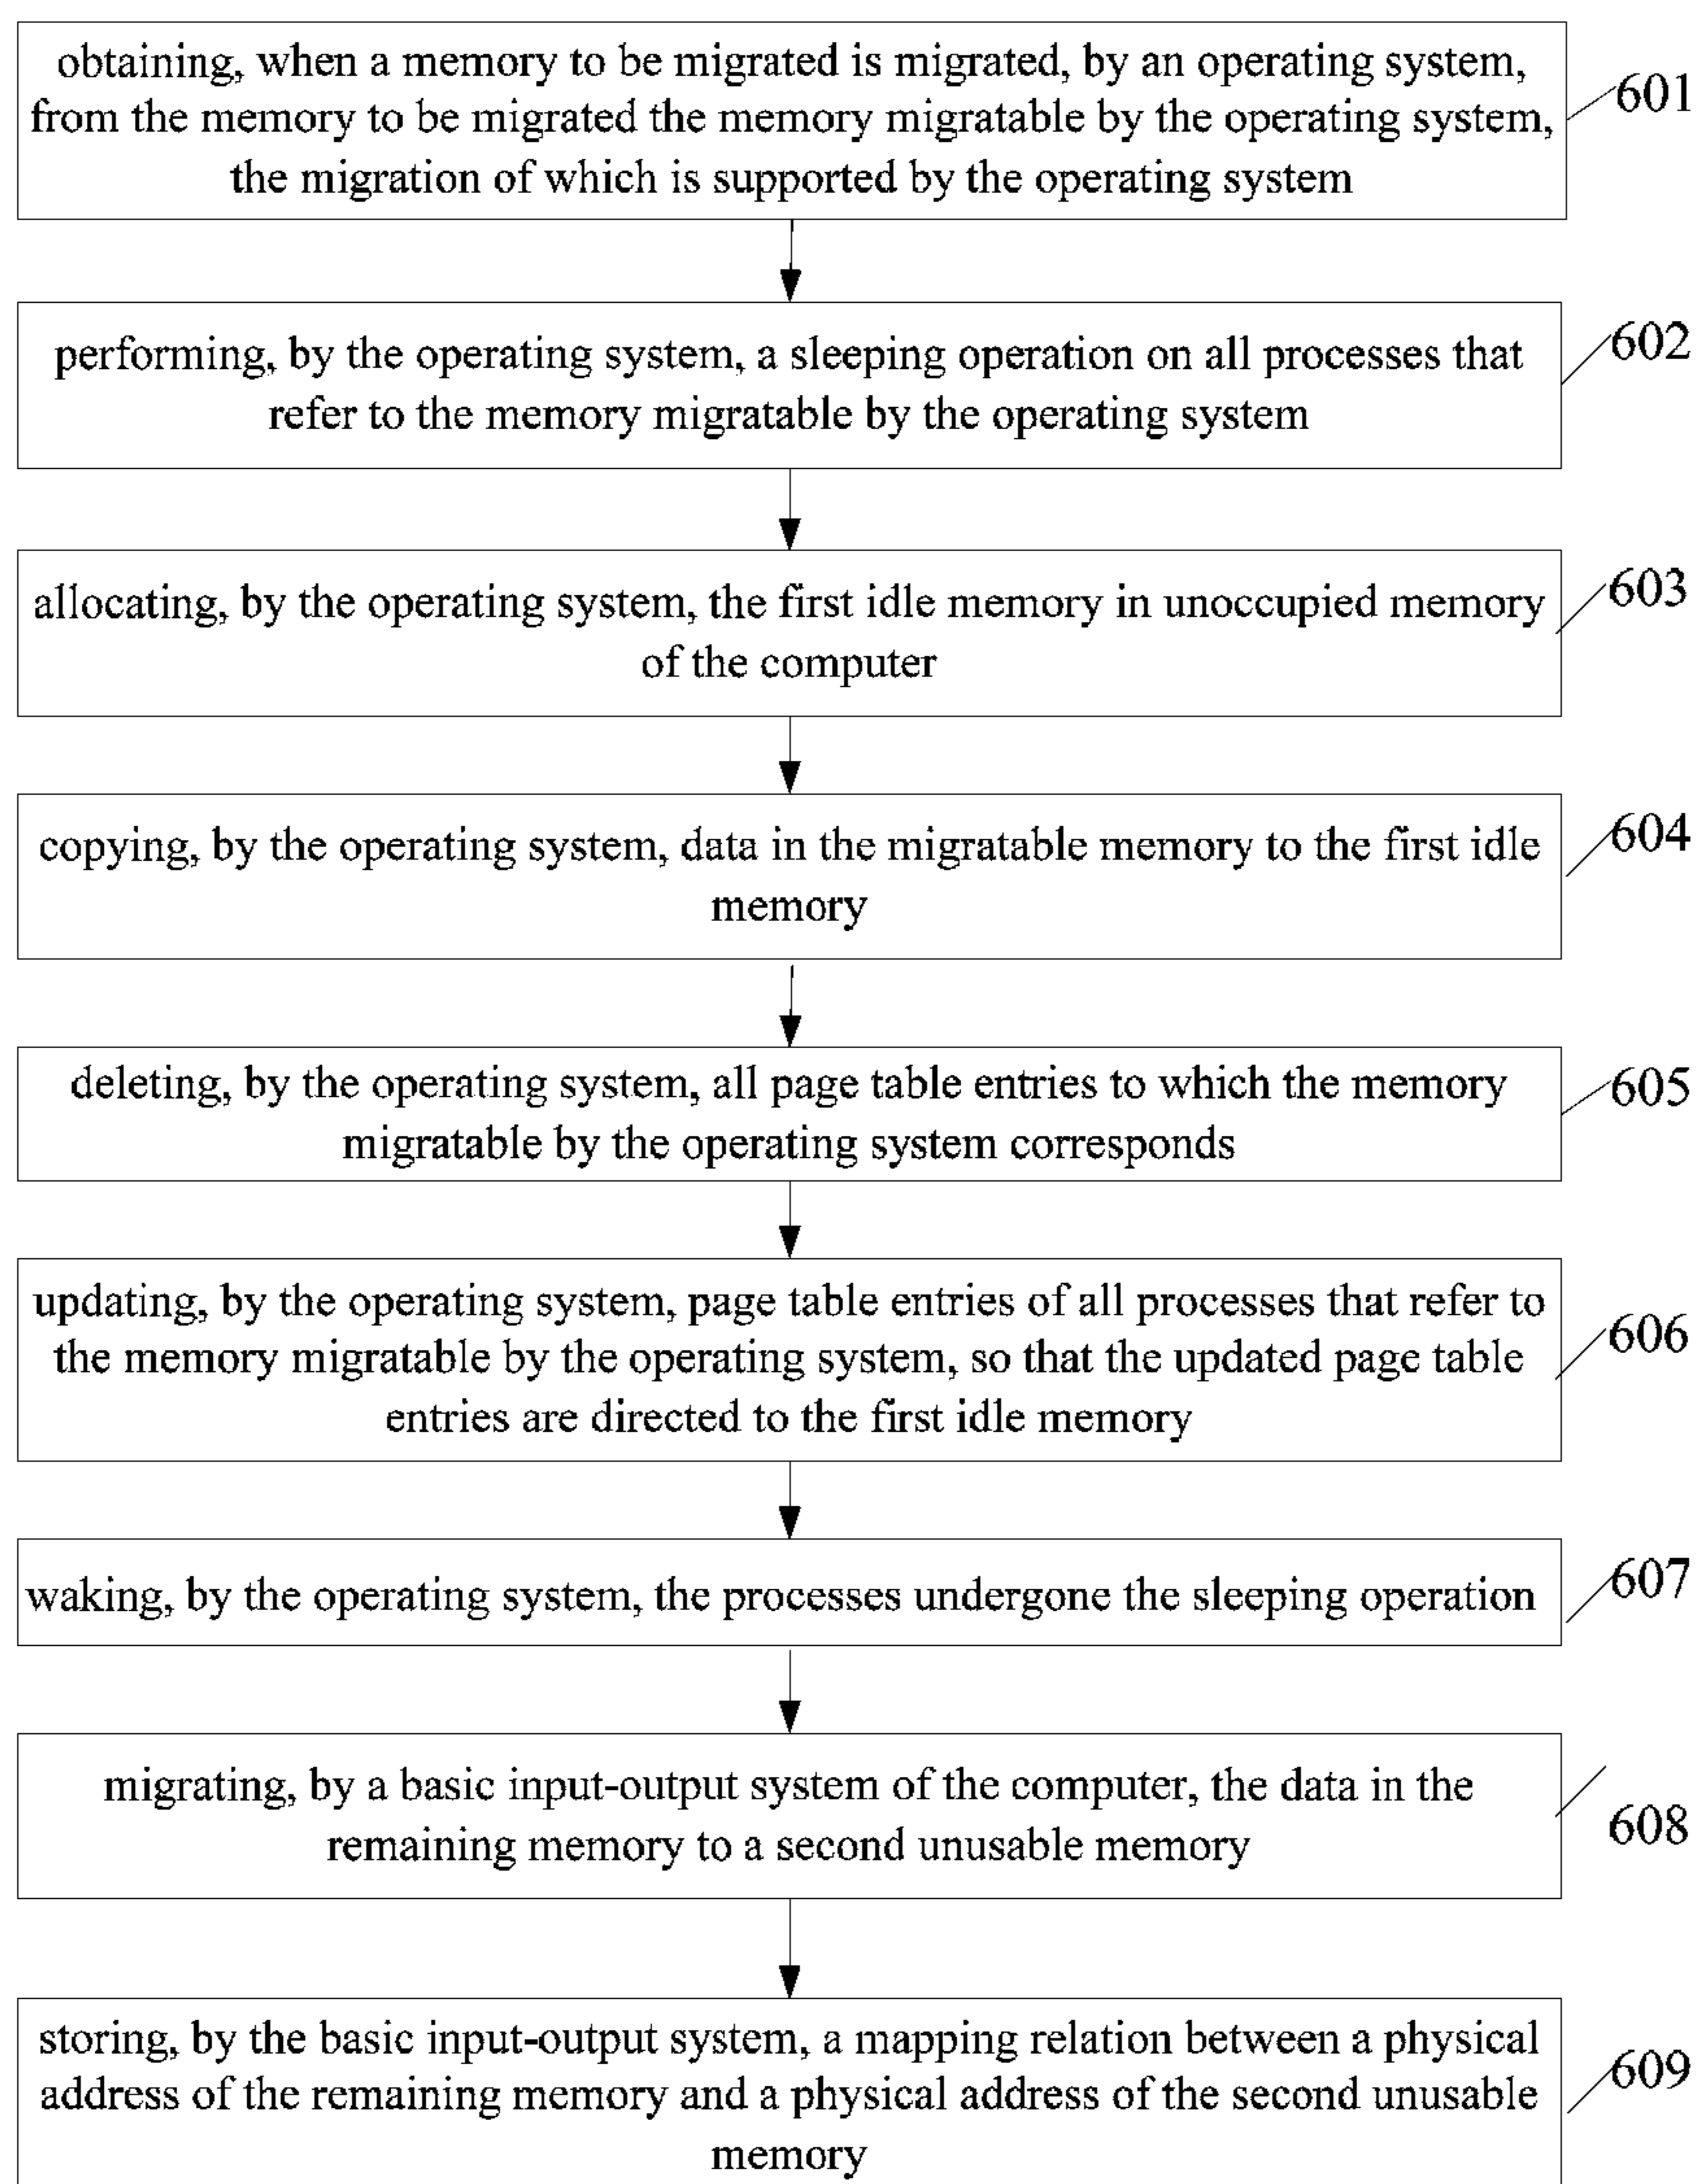 obtaining, when a memory to be migrated is migrated, by an operating system,
from the memory to be migrated the memory migratable by the operating system,
the migration of which is supported by the operating system
601
performing, by the operating system, a sleeping operation on all processes that
refer to the memory migratable by the operating system
602
allocating, by the operating system, the first idle memory in unoccupied memory
of the computer
603
copying, by the operating system, data in the migratable memory to the first idle
memory
604
deleting, by the operating system, all page table entries to which the memory
migratable by the operating system corresponds
605
updating, by the operating system, page table entries of all processes that refer to
the memory migratable by the operating system, so that the updated page table
entries are directed to the first idle memory
606
waking, by the operating system, the processes undergone the sleeping operation
607
migrating, by a basic input-output system of the computer, the data in the
remaining memory to a second unusable memory
608
storing, by the basic input-output system, a mapping relation between a physical
address of the remaining memory and a physical address of the second unusable
memory
609